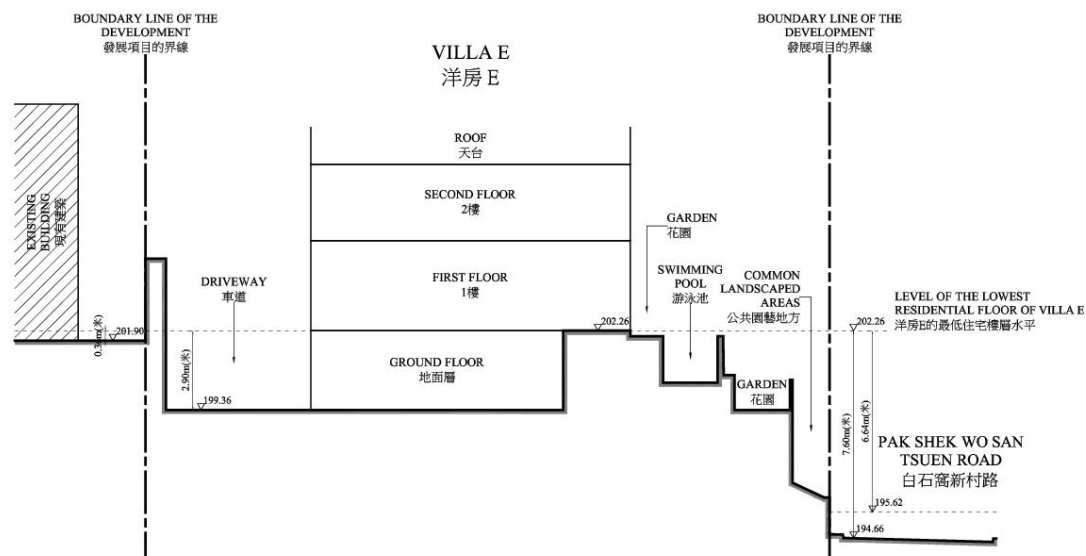 BOUNDARY LINE OF THE
DEVELOPMENT
發展項目的界線
VILLA E
洋房 E
BOUNDARY LINE OF THE
DEVELOPMENT
發展項目的界線
ROOF
天台
SECOND FLOOR
2樓
FIRST FLOOR
1樓
GROUND FLOOR
地面層
EXISTING
BUILDING
現有建築
DRIVEWAY
車道
GARDEN
花園
SWIMMING
POOL
游泳池
COMMON
LANDSCAPED
AREAS
公共園藝地方
GARDEN
花園
LEVEL OF THE LOWEST
RESIDENTIAL FLOOR OF VILLA E
洋房E的最低住宅樓層水平
202.26
202.26
201.90
0.36m(米)
2.90m(米)
199.36
7.60m(米)
6.64m(米)
PAK SHEK WO SAN
TSUEN ROAD
白石窩新村路
195.62
194.66